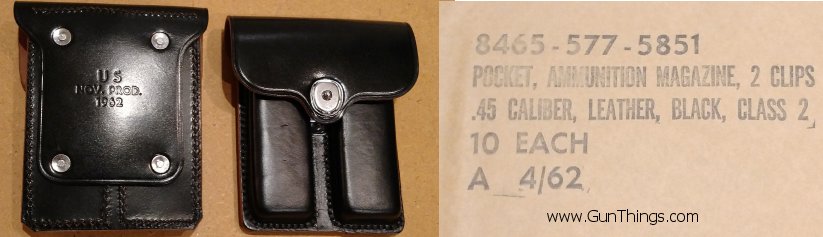 US
NOV. PROD.
1962
8465-577-5851
POCKET, AMMUNITION MAGAZINE, 2 CLIPS
.45 CALIBER, LEATHER, BLACK, CLASS 2
10 EACH
A 4/62
www.GunThings.com